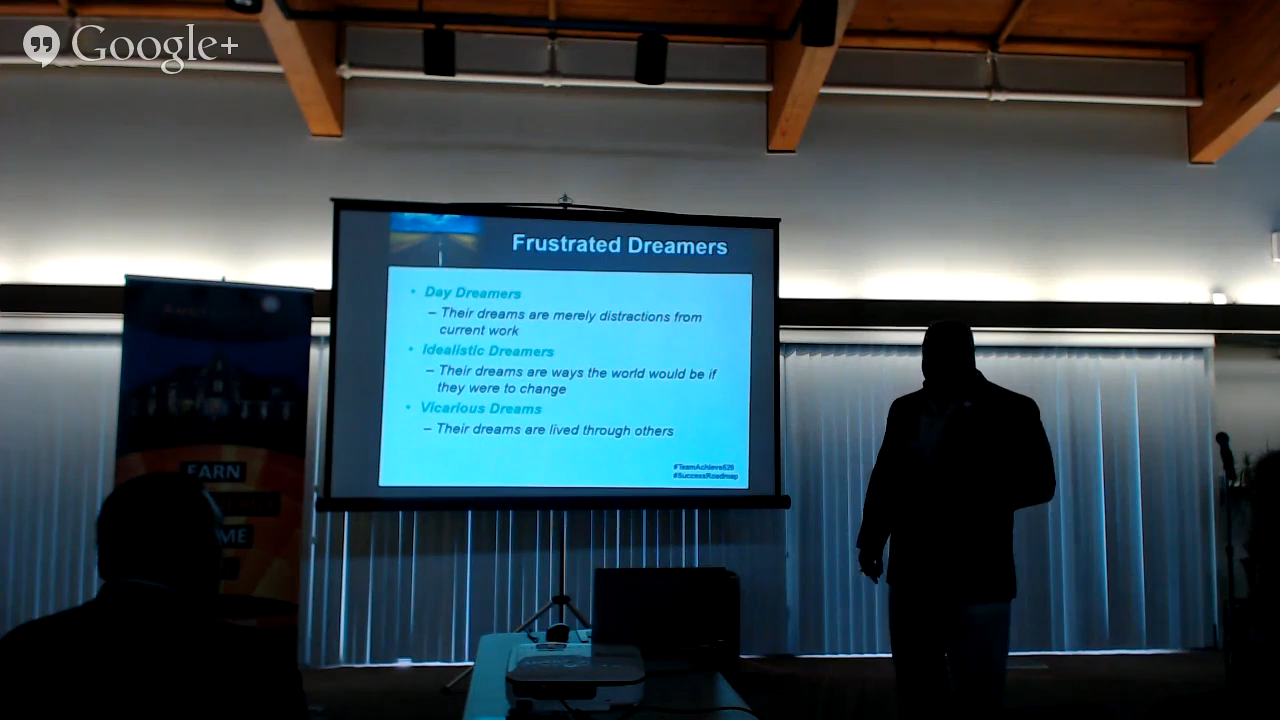 Google+
Frustrated Dreamers
• Day Dreamers
– Their dreams are merely distractions from
current work
• Idealistic Dreamers
– Their dreams are ways the world would be if
they were to change
• Vicarious Dreams
– Their dreams are lived through others
#TeamAchieve526
#SuccessRoadmap
EARN